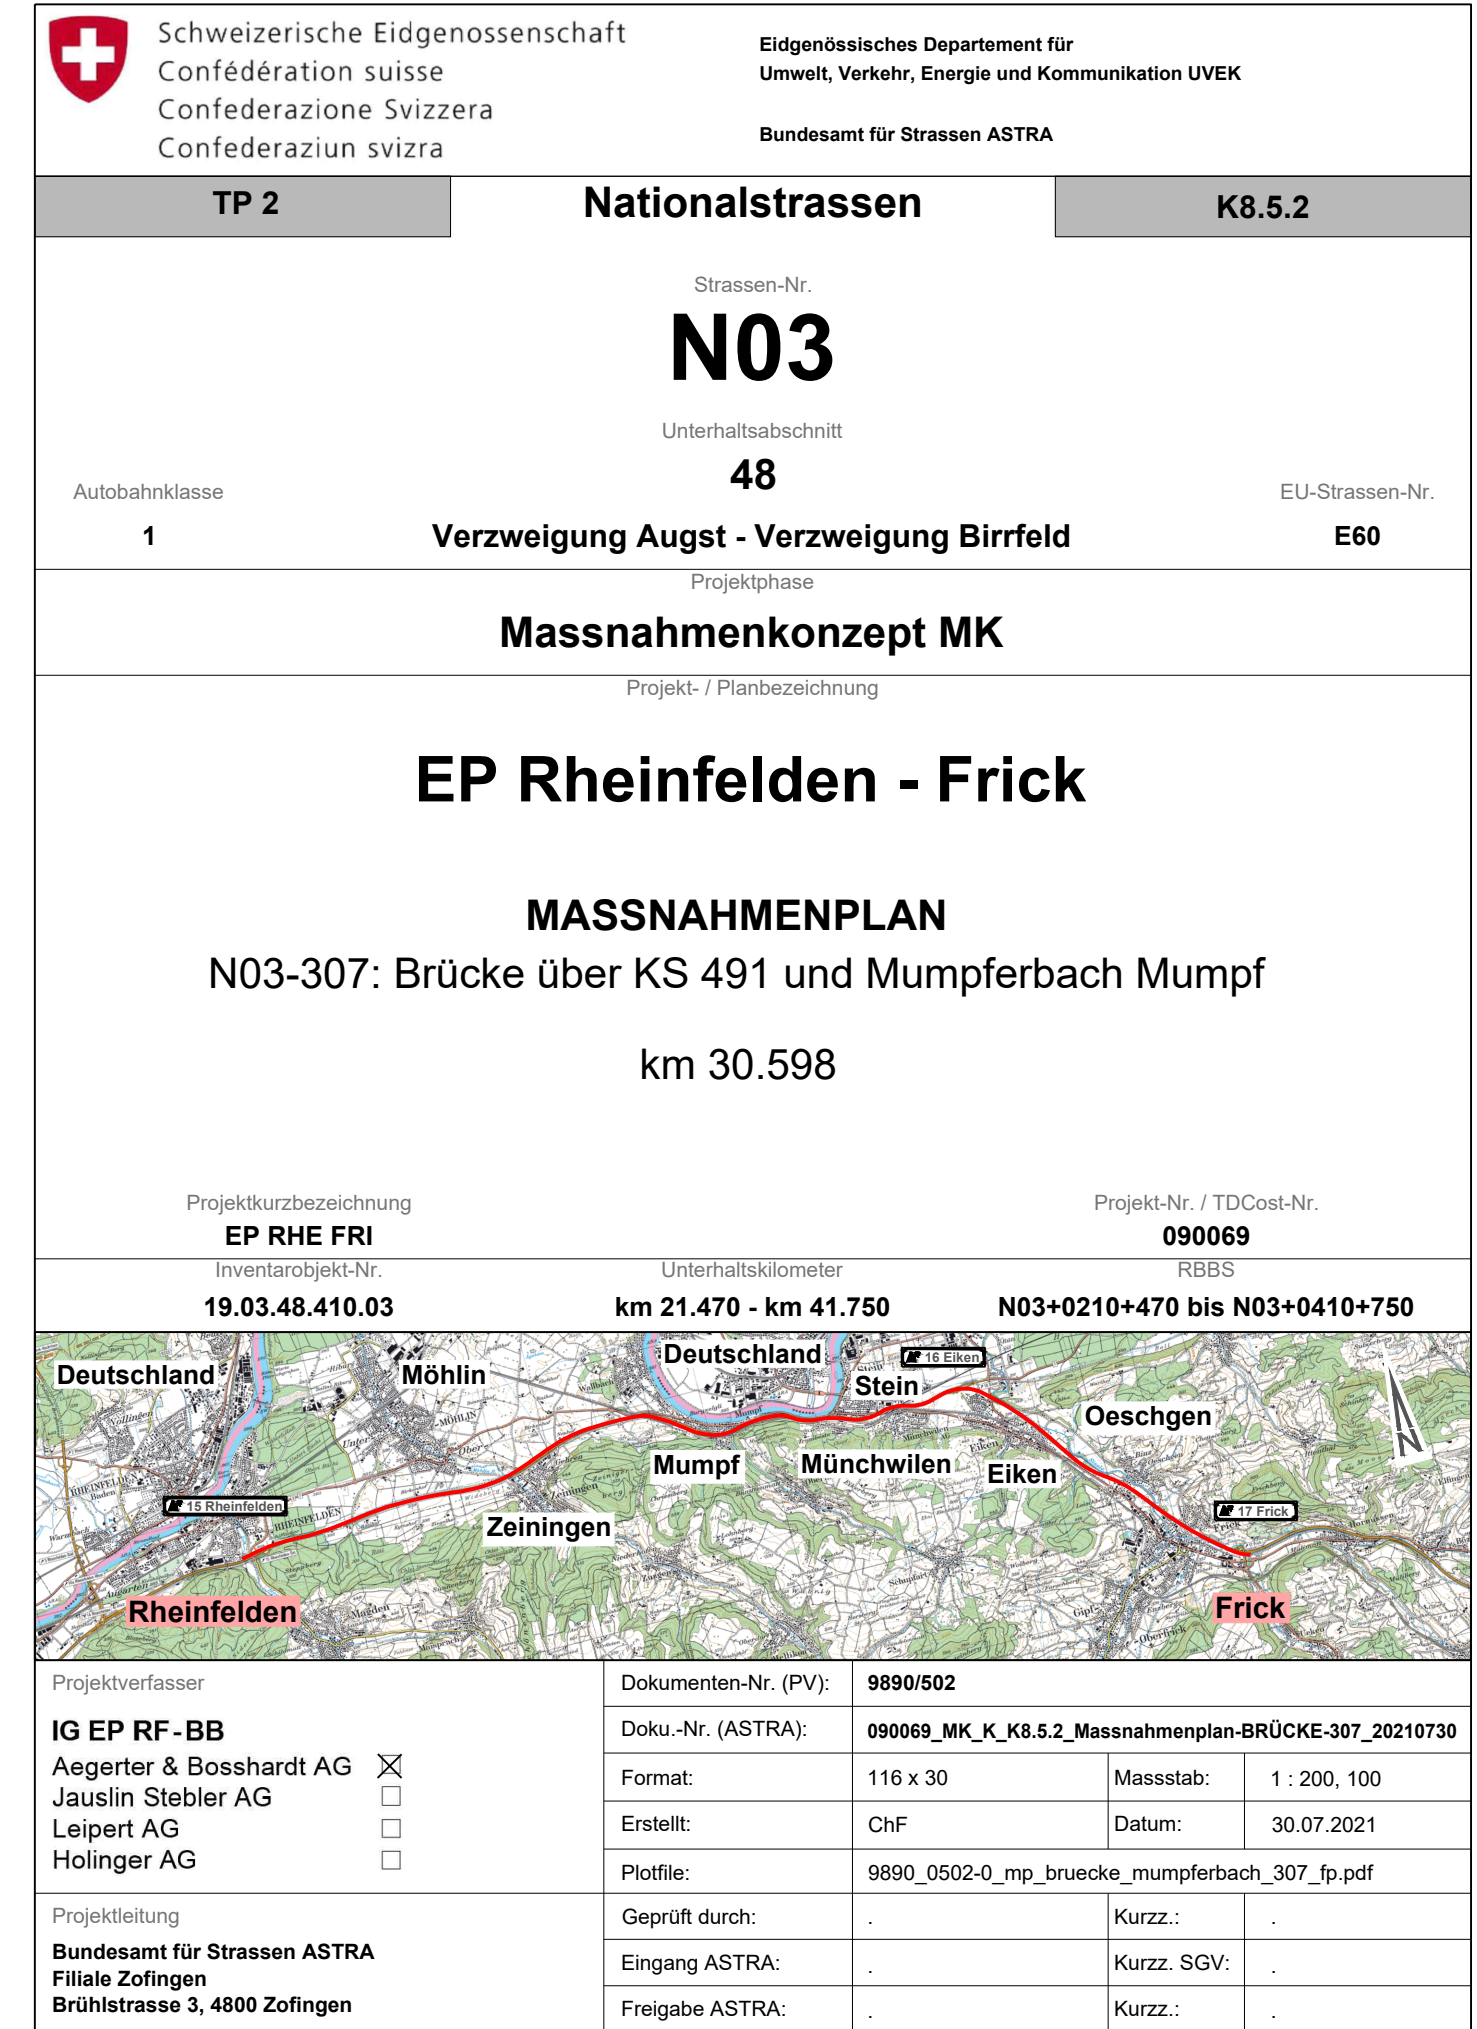 Schweizerische Eidgenossenschaft
Confédération suisse
Confederazione Svizzera
Confederaziun svizra
Eidgenössisches Departement für
Umwelt, Verkehr, Energie und Kommunikation UVEK
Bundesamt für Strassen ASTRA
TP 2
Nationalstrassen
K8.5.2
Strassen-Nr.
N03
Unterhaltsabschnitt
48
Autobahnklasse
EU-Strassen-Nr.
1
Verzweigung Augst - Verzweigung Birrfeld
E60
Projektphase
Massnahmenkonzept MK
Projekt- / Planbezeichnung
EP Rheinfelden - Frick
MASSNAHMENPLAN
N03-307: Brücke über KS 491 und Mumpferbach Mumpf
km 30.598
Projektkurzbezeichnung
Projekt-Nr. / TDCost-Nr.
EP RHE FRI
090069
Inventarobjekt-Nr.
Unterhaltskilometer
RBBS
19.03.48.410.03
km 21.470 - km 41.750
N03+0210+470 bis N03+0410+750
Deutschland
Möhlin
Deutschland
16 Eiken
Stein
Oeschgen
Mumpf
Münchwilen
Eiken
15 Rheinfelden
17 Frick
Zeiningen
Rheinfelden
Frick
N
Projektverfasser
IG EP RF-BB
Aegerter & Bosshardt AG
Jauslin Stebler AG
Leipert AG
Holinger AG
Dokumenten-Nr. (PV): 9890/502
Doku.-Nr. (ASTRA): 090069_MK_K_K8.5.2_Massnahmenplan-BRÜCKE-307_20210730
Format: 116 x 30 Massstab: 1 : 200, 100
Erstellt: ChF Datum: 30.07.2021
Plotfile: 9890_0502-0_mp_bruecke_mumpferbach_307_fp.pdf
Projektleitung
Bundesamt für Strassen ASTRA
Filiale Zofingen
Brühlstrasse 3, 4800 Zofingen
Geprüft durch: . Kurzz.: .
Eingang ASTRA: . Kurzz. SGV: .
Freigabe ASTRA: . Kurzz.: .